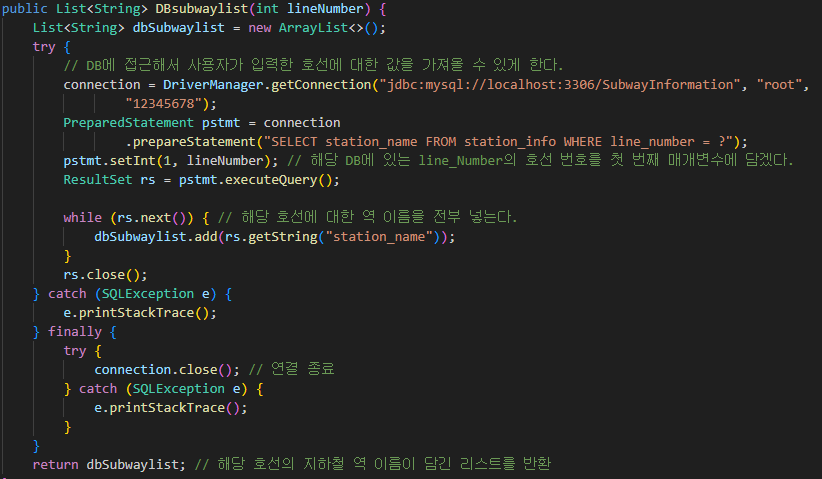 public List<String> DBsubwaylist(int lineNumber) {
List<String> dbSubwaylist = new ArrayList<>();
try {
// DB에 접근해서 사용자가 입력한 호선에 대한 값을 가져올 수 있게 한다.
connection = DriverManager.getConnection("jdbc:mysql://localhost:3306/SubwayInformation", "root",
"12345678");
PreparedStatement pstmt = connection
.prepareStatement("SELECT station_name FROM station_info WHERE line_number = ?");
pstmt.setInt(1, lineNumber); // 해당 DB에 있는 line_Number의 호선 번호를 첫 번째 매개변수에 담겠다.
ResultSet rs = pstmt.executeQuery();
while (rs.next()) { // 해당 호선에 대한 역 이름을 전부 넣는다.
dbSubwaylist.add(rs.getString("station_name"));
}
rs.close();
} catch (SQLException e) {
e.printStackTrace();
} finally {
try {
connection.close(); // 연결 종료
} catch (SQLException e) {
e.printStackTrace();
}
}
return dbSubwaylist; // 해당 호선의 지하철 역 이름이 담긴 리스트를 반환